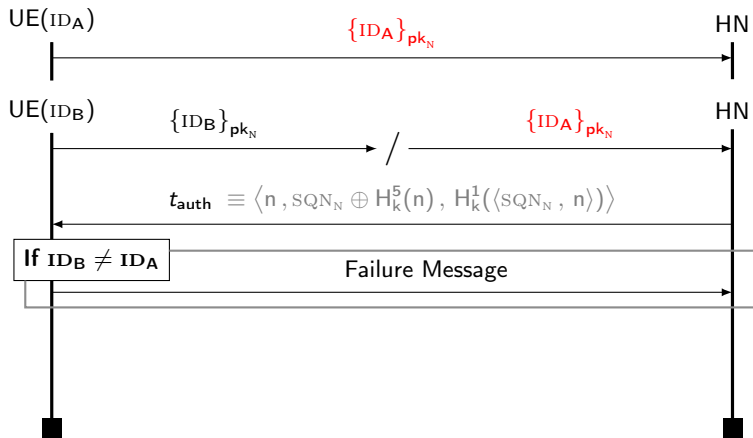 UE(ID_A) HN
{ID_A}_pk_N
UE(ID_B) HN
{ID_B}_pk_N / {ID_A}_pk_N
t_auth ≡ ⟨n , SQN_N ⊕ H^5_k(n) , H^1_k(⟨SQN_N , n⟩)⟩
If ID_B ≠ ID_A
Failure Message